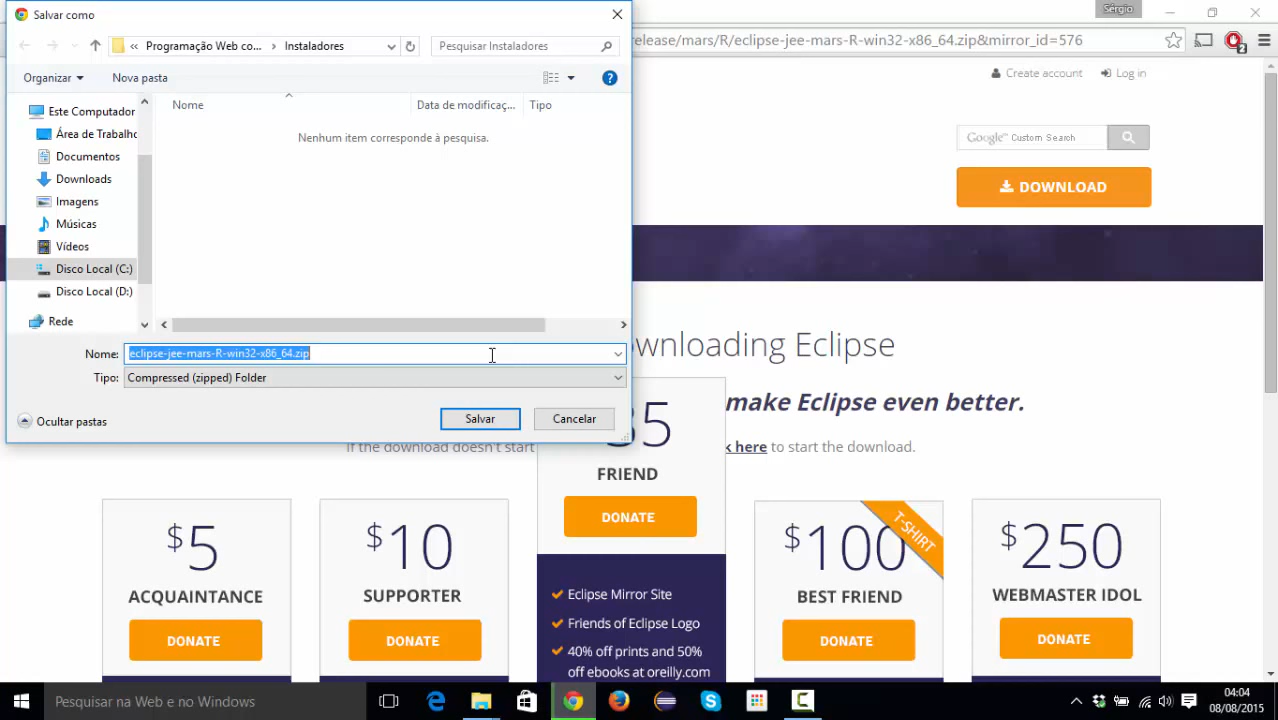 Salvar como
Sérgio
« Programação Web co... › Instaladores
Pesquisar Instaladores
elease/mars/R/eclipse-jee-mars-R-win32-x86_64.zip&mirror_id=576
Organizar
Nova pasta
Create account
Log in
Este Computador
Área de Trabalho
Documentos
Downloads
Imagens
Músicas
Vídeos
Disco Local (C:)
Disco Local (D:)
Rede
Nome
Data de modificaç...
Tipo
Nenhum item corresponde à pesquisa.
Google™ Custom Search
DOWNLOAD
Nome: eclipse-jee-mars-R-win32-x86_64.zip
Tipo: Compressed (zipped) Folder
Ocultar pastas
Salvar
Cancelar
wnloading Eclipse
make Eclipse even better.
If the download doesn't start
k here to start the download.
$5
ACQUAINTANCE
DONATE
$10
SUPPORTER
DONATE
35
FRIEND
DONATE
Eclipse Mirror Site
Friends of Eclipse Logo
40% off prints and 50%
off ebooks at oreilly.com
$100
T-SHIRT
BEST FRIEND
DONATE
$250
WEBMASTER IDOL
DONATE
Pesquisar na Web e no Windows
2
04:04
08/08/2015